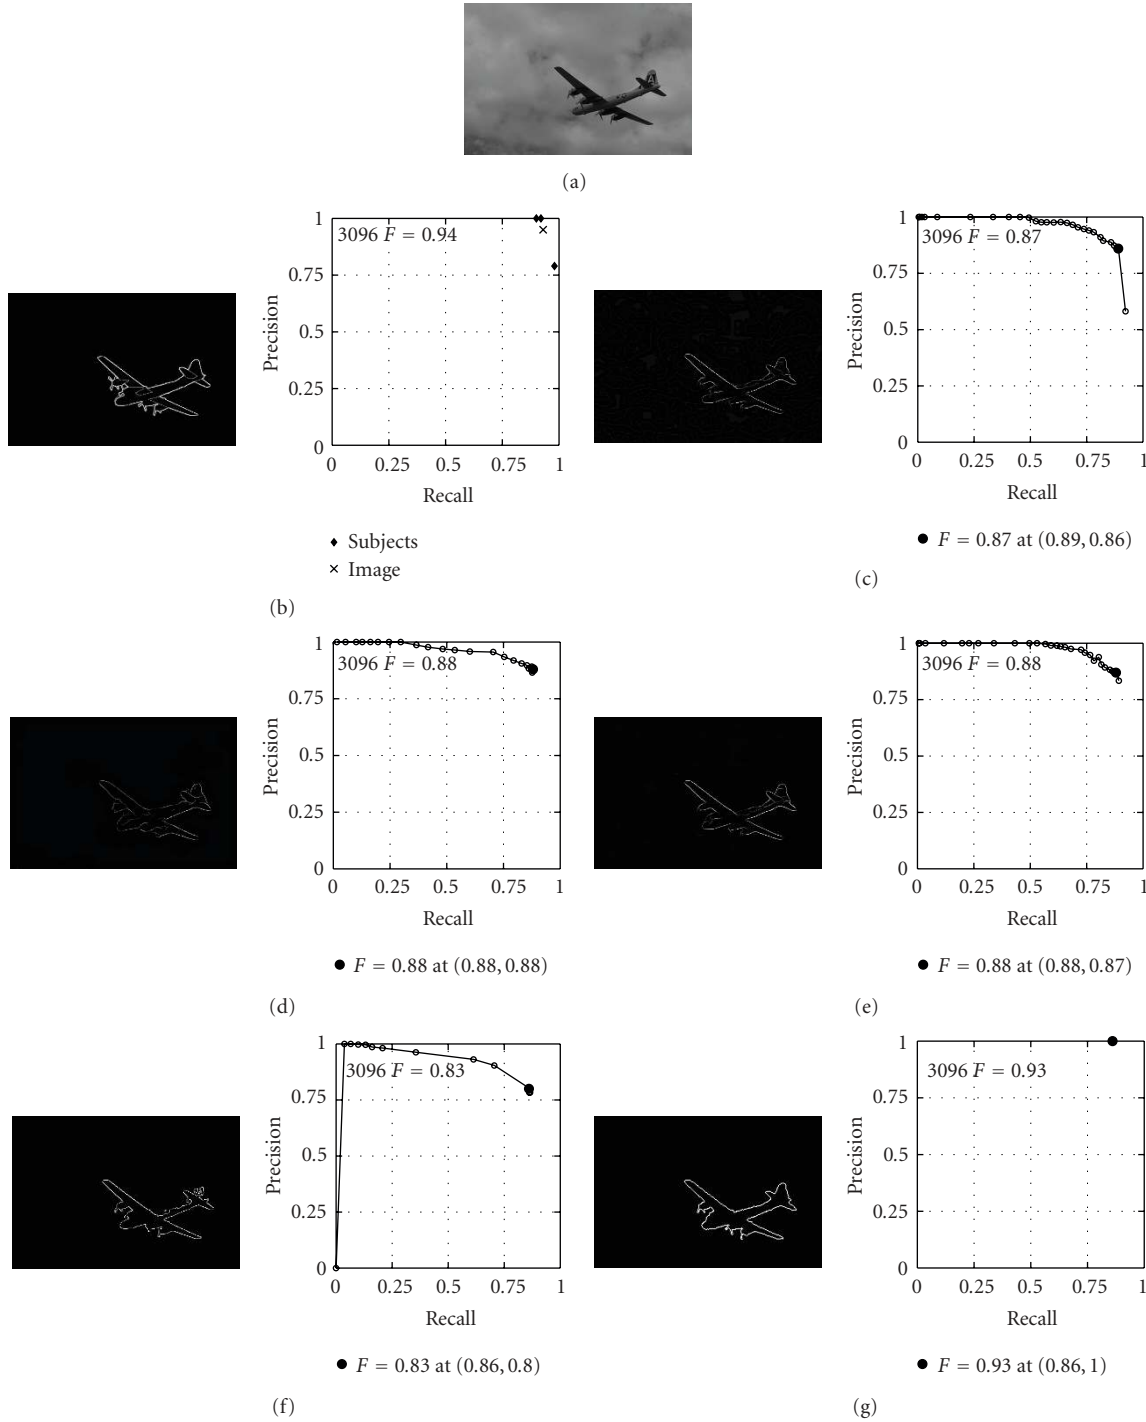 (a)
1
0.75
0.5
0.25
0
Precision
3096 F = 0.94
0 0.25 0.5 0.75 1
Recall
♦ Subjects
× Image
(b)
1
0.75
0.5
0.25
0
Precision
3096 F = 0.87
0 0.25 0.5 0.75 1
Recall
● F = 0.87 at (0.89, 0.86)
(c)
1
0.75
0.5
0.25
0
Precision
3096 F = 0.88
0 0.25 0.5 0.75 1
Recall
● F = 0.88 at (0.88, 0.88)
(d)
1
0.75
0.5
0.25
0
Precision
3096 F = 0.88
0 0.25 0.5 0.75 1
Recall
● F = 0.88 at (0.88, 0.87)
(e)
1
0.75
0.5
0.25
0
Precision
3096 F = 0.83
0 0.25 0.5 0.75 1
Recall
● F = 0.83 at (0.86, 0.8)
(f)
1
0.75
0.5
0.25
0
Precision
3096 F = 0.93
0 0.25 0.5 0.75 1
Recall
● F = 0.93 at (0.86, 1)
(g)